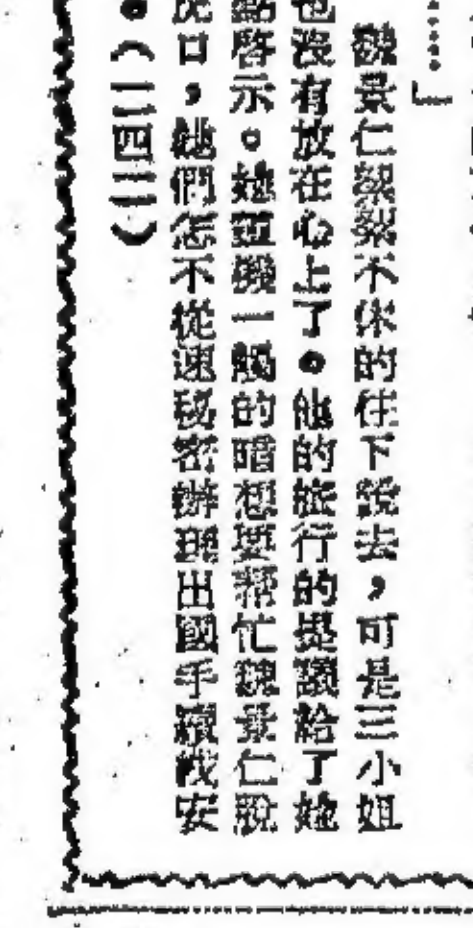 ……」
魏景仁絮絮不休的往下說去，可是三小姐
也沒有放在心上了。他的旅行的提議給了她
點啓示。她靈機一觸的暗想要幫忙魏景仁脫
虎口，她們怎不從速秘密辦理出國手續哉安
。（一四二）